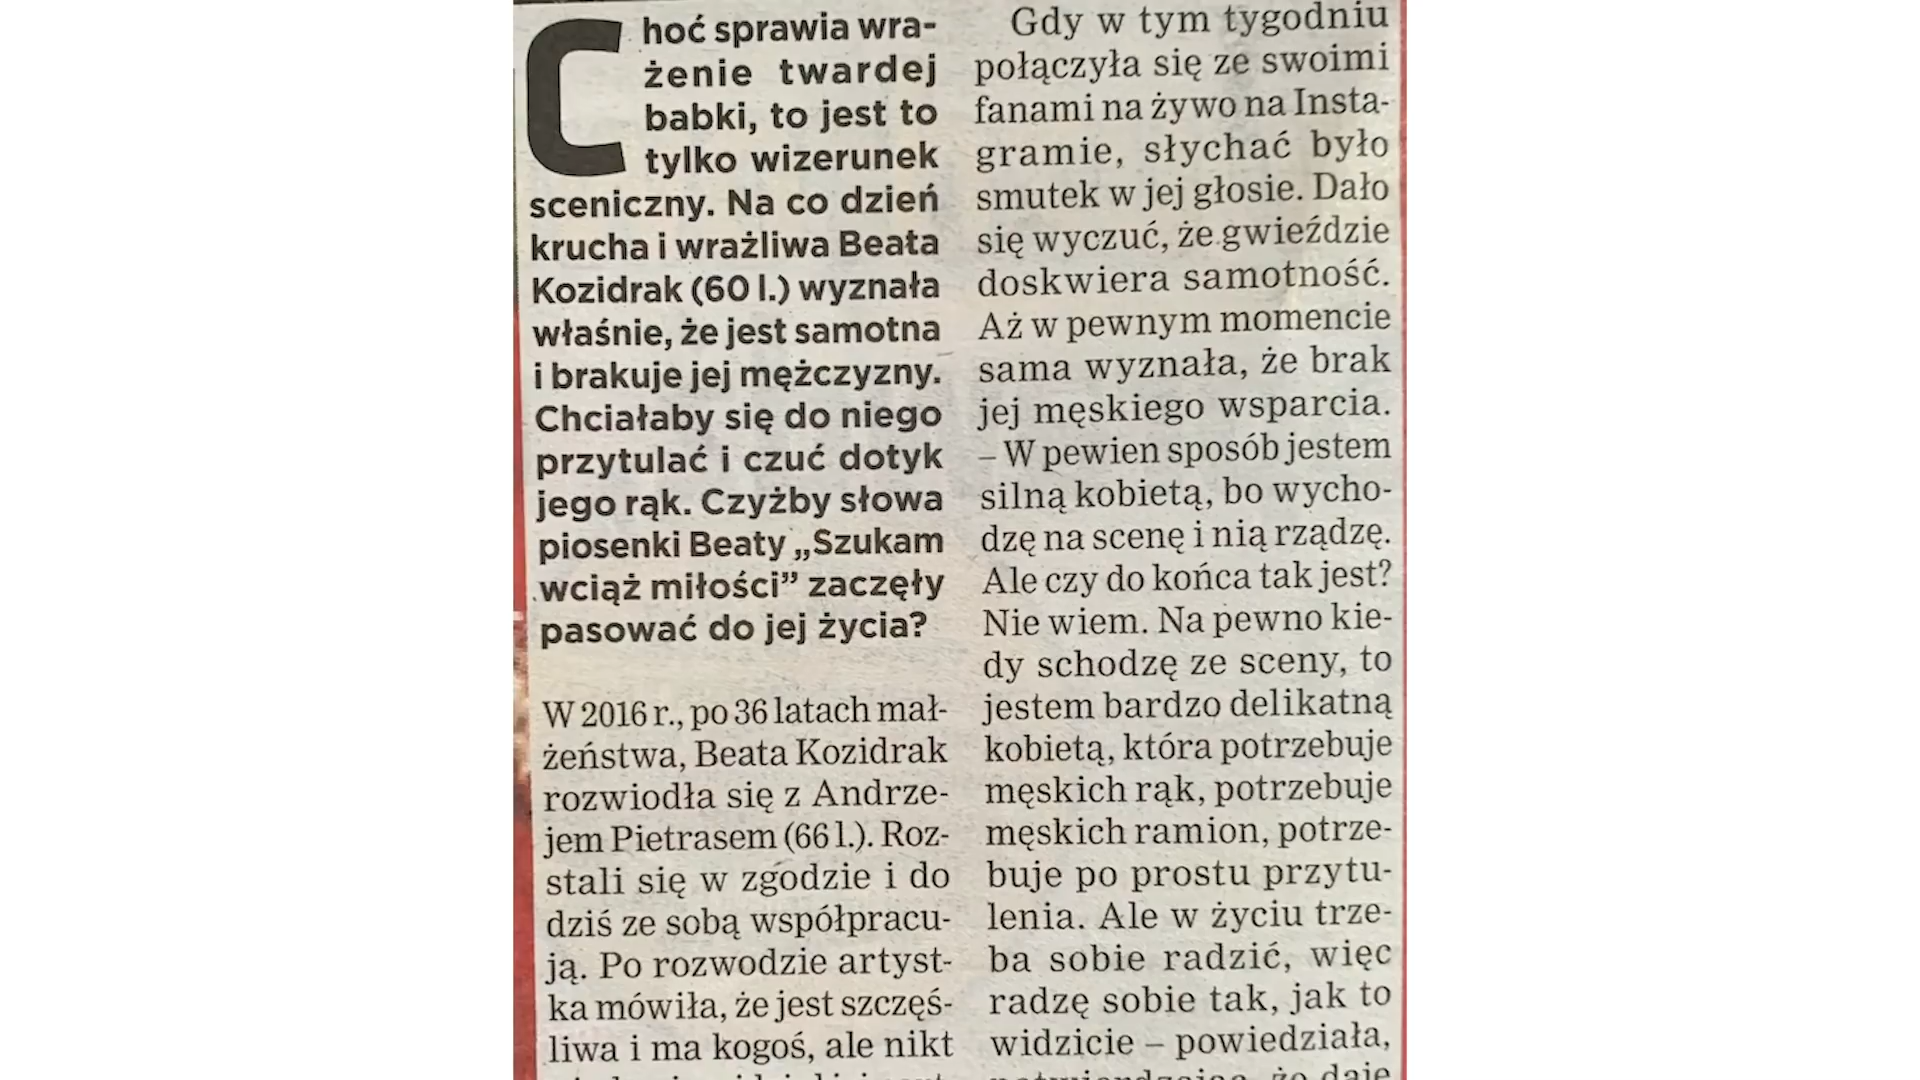 Choć sprawia wra-
żenie twardej
babki, to jest to
tylko wizerunek
sceniczny. Na co dzień
krucha i wrażliwa Beata
Kozidrak (60 l.) wyznała
właśnie, że jest samotna
i brakuje jej mężczyzny.
Chciałaby się do niego
przytulać i czuć dotyk
jego rąk. Czyżby słowa
piosenki Beaty „Szukam
wciąż miłości” zaczęły
pasować do jej życia?
W 2016 r., po 36 latach mał-
żeństwa, Beata Kozidrak
rozwiodła się z Andrze-
jem Pietrasem (66 l.). Roz-
stali się w zgodzie i do
dziś ze sobą współpracu-
ją. Po rozwodzie artyst-
ka mówiła, że jest szczęś-
liwa i ma kogoś, ale nikt
Gdy w tym tygodniu
połączyła się ze swoimi
fanami na żywo na Insta-
gramie, słychać było
smutek w jej głosie. Dało
się wyczuć, że gwieździe
doskwiera samotność.
Aż w pewnym momencie
sama wyznała, że brak
jej męskiego wsparcia.
– W pewien sposób jestem
silną kobietą, bo wycho-
dzę na scenę i nią rządzę.
Ale czy do końca tak jest?
Nie wiem. Na pewno kie-
dy schodzę ze sceny, to
jestem bardzo delikatną
kobietą, która potrzebuje
męskich rąk, potrzebuje
męskich ramion, potrze-
buje po prostu przytu-
lenia. Ale w życiu trze-
ba sobie radzić, więc
radzę sobie tak, jak to
widzicie – powiedziała,
że daje